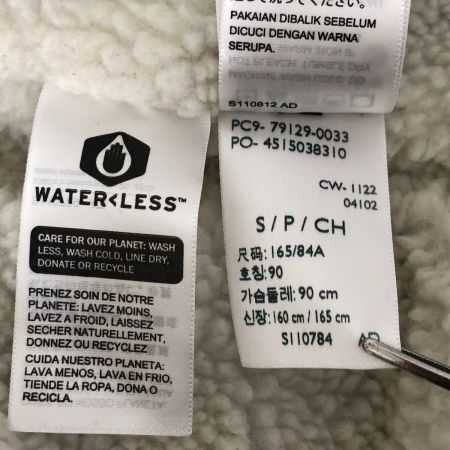 WATER<LESS™
CARE FOR OUR PLANET: WASH
LESS, WASH COLD, LINE DRY,
DONATE OR RECYCLE
PRENEZ SOIN DE NOTRE
PLANETE: LAVEZ MOINS,
LAVEZ A FROID, LAISSEZ
SECHER NATURELLEMENT,
DONNEZ OU RECYCLEZ
CUIDA NUESTRO PLANETA:
LAVA MENOS, LAVA EN FRIO,
TIENDE LA ROPA, DONA O
RECICLA.
PAKAIAN DIBALIK SEBELUM
DICUCI DENGAN WARNA
SERUPA.
S110812 AD
PC9- 79129-0033
PO- 4515038310
CW- 1122
04102
S / P / CH
尺码: 165/84A
호칭: 90
가슴둘레: 90 cm
신장: 160 cm / 165 cm
S110784 AD